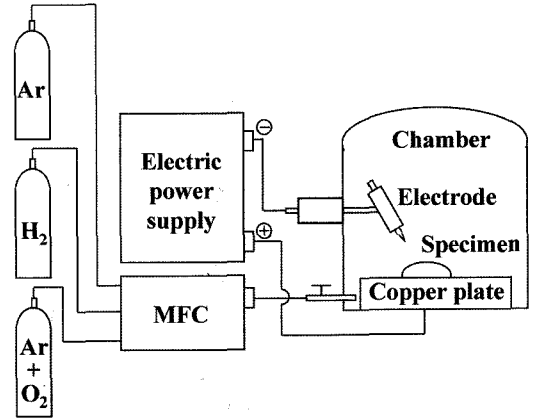 Ar
H₂
Ar
+
O₂
Electric
power
supply
⊖
⊕
MFC
Chamber
Electrode
Specimen
Copper plate